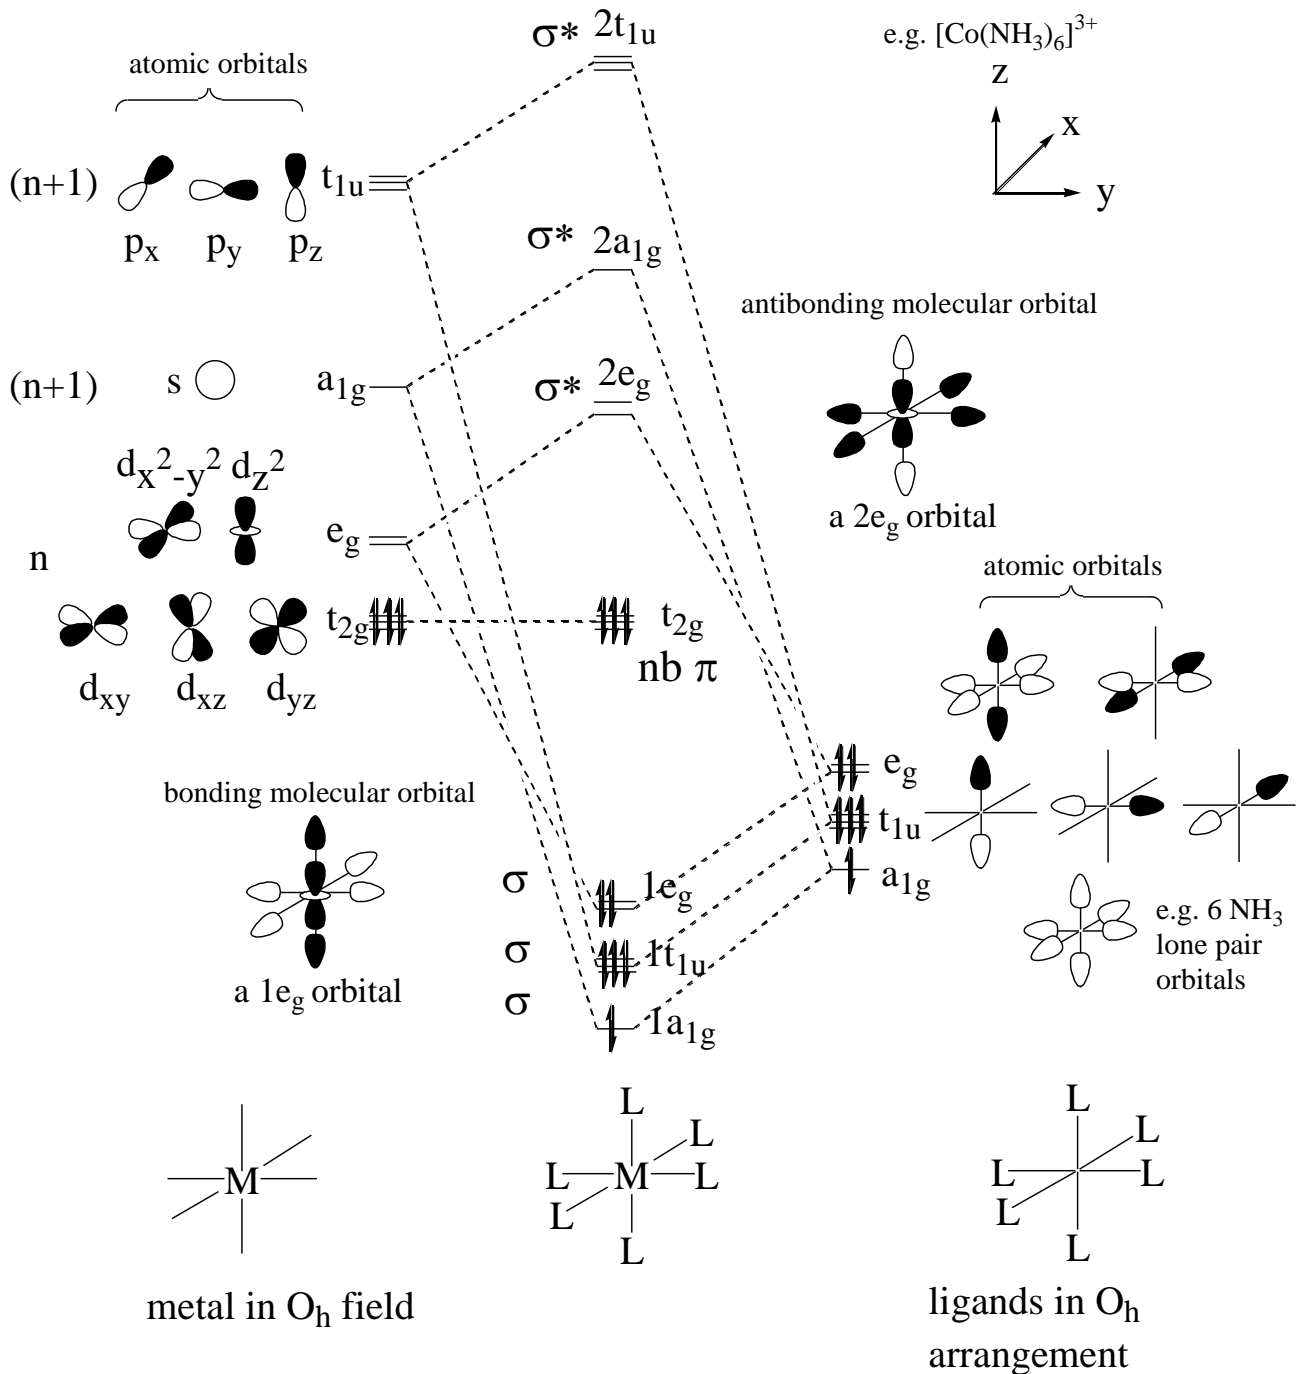 σ* 2t1u
e.g. [Co(NH3)6]3+
atomic orbitals
z
x
y
(n+1)
px py pz
t1u
σ* 2a1g
antibonding molecular orbital
(n+1)
s
a1g
σ* 2eg
a 2eg orbital
dx2-y2 dz2
eg
n
atomic orbitals
t2g
t2g
nb π
dxy dxz dyz
eg
t1u
a1g
bonding molecular orbital
a 1eg orbital
σ 1eg
σ 1t1u
σ 1a1g
e.g. 6 NH3
lone pair
orbitals
M
L
L
L M L
L
L
L
L
L L
L
L
metal in Oh field
ligands in Oh
arrangement